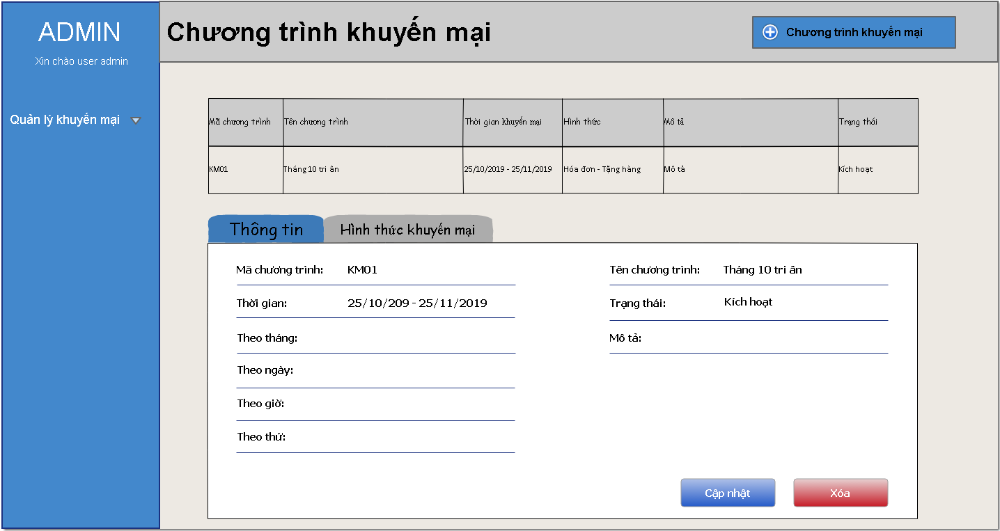 ADMIN
Xin chào user admin
Quản lý khuyến mại
Chương trình khuyến mại
Chương trình khuyến mại
Mã chương trình Tên chương trình Thời gian khuyến mại Hình thức Mô tả Trạng thái
KM01 Tháng 10 tri ân 25/10/2019 - 25/11/2019 Hóa đơn - Tặng hàng Mô tả Kích hoạt
Thông tin Hình thức khuyến mại
Mã chương trình: KM01 Tên chương trình: Tháng 10 tri ân
Thời gian: 25/10/209 - 25/11/2019 Trạng thái: Kích hoạt
Theo tháng: Mô tả:
Theo ngày:
Theo giờ:
Theo thứ:
Cập nhật Xóa